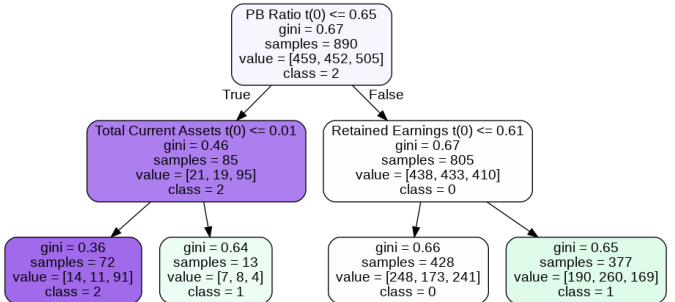 PB Ratio t(0) <= 0.65
gini = 0.67
samples = 890
value = [459, 452, 505]
class = 2
True
False
Total Current Assets t(0) <= 0.01
gini = 0.46
samples = 85
value = [21, 19, 95]
class = 2
Retained Earnings t(0) <= 0.61
gini = 0.67
samples = 805
value = [438, 433, 410]
class = 0
gini = 0.36
samples = 72
value = [14, 11, 91]
class = 2
gini = 0.64
samples = 13
value = [7, 8, 4]
class = 1
gini = 0.66
samples = 428
value = [248, 173, 241]
class = 0
gini = 0.65
samples = 377
value = [190, 260, 169]
class = 1